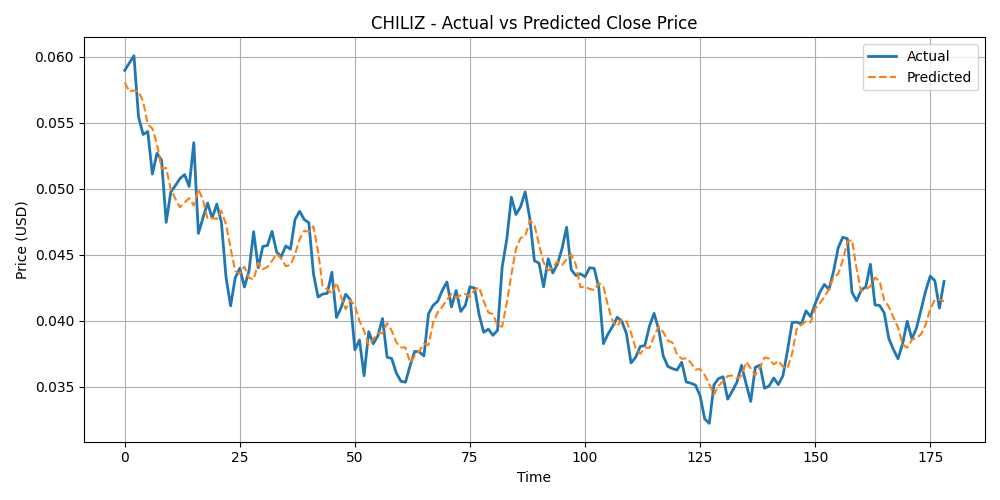 CHILIZ - Actual vs Predicted Close Price
Actual
Predicted
Price (USD)
0.060
0.055
0.050
0.045
0.040
0.035
0 25 50 75 100 125 150 175
Time